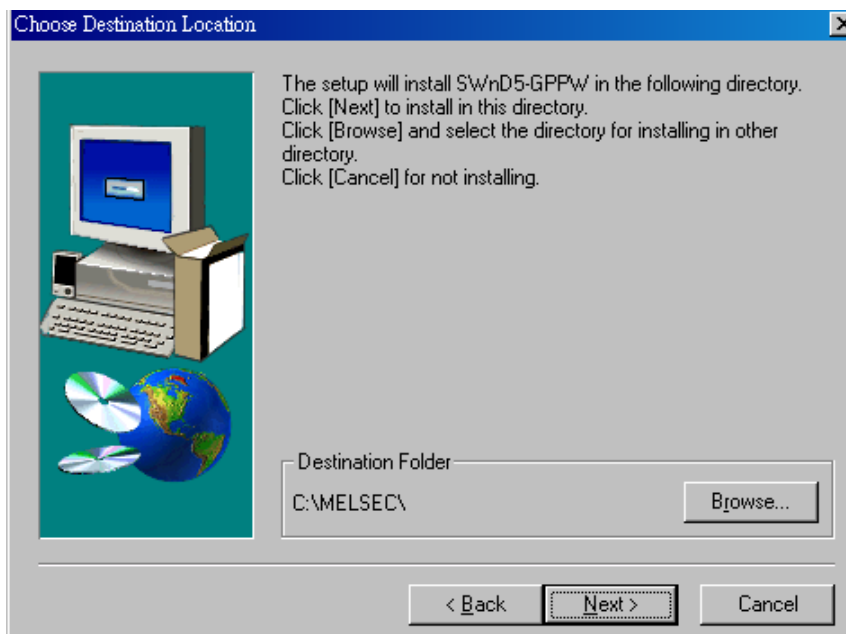 Choose Destination Location
The setup will install SWnD5-GPPW in the following directory.
Click [Next] to install in this directory.
Click [Browse] and select the directory for installing in other
directory.
Click [Cancel] for not installing.
Destination Folder
C:\MELSEC\
Browse...
< Back
Next >
Cancel